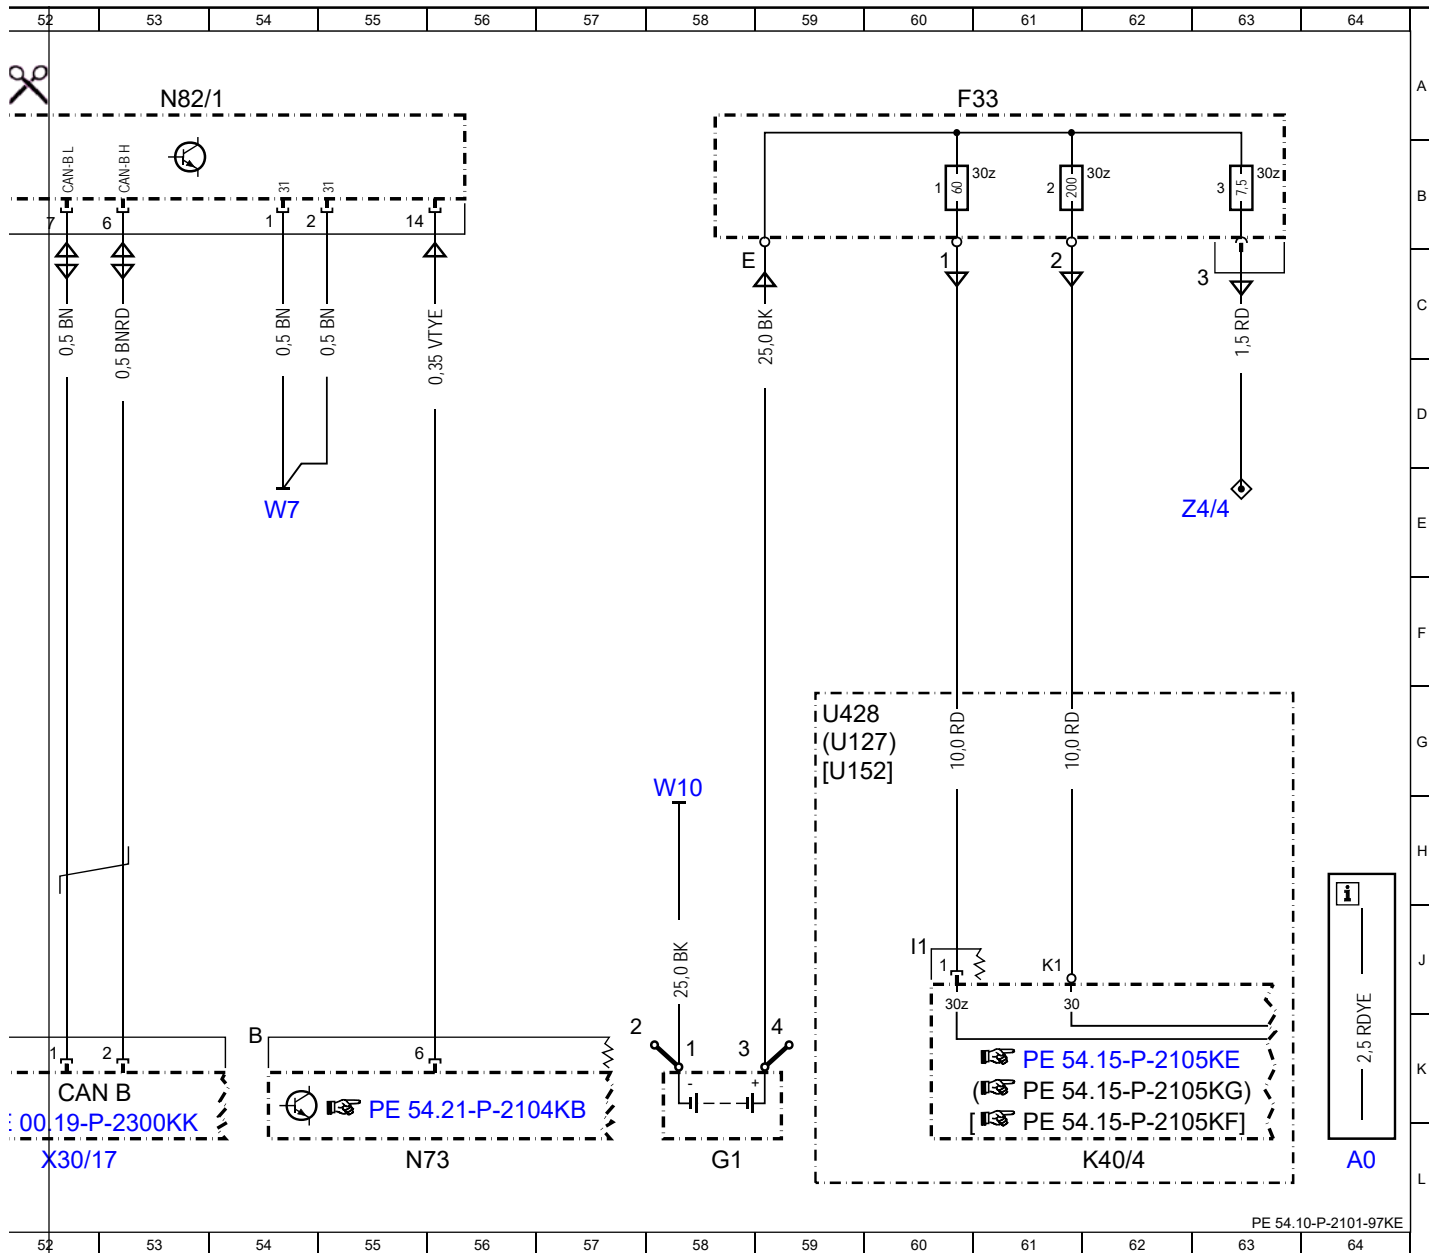 52 53 54 55 56 57 58 59 60 61 62 63 64
A
N82/1 F33
CAN-B L CAN-B H 31 31
1 60 30z 2 200 30z 3 7,5 30z
B
7 6 1 2 14
E 1 2 3
C
0,5 BN 0,5 BNRD 0,5 BN 0,5 BN 0,35 VTYE 25,0 BK 1,5 RD
D
W7 Z4/4
E
F
U428
(U127)
[U152]
10,0 RD 10,0 RD
G
W10
H
i
I1 1 K1
J
25,0 BK
30z 30
2 1 3 4
B
1 2 6
2,5 RDYE
K
- +
CAN B
00.19-P-2300KK
PE 54.21-P-2104KB
PE 54.15-P-2105KE
(PE 54.15-P-2105KG)
[PE 54.15-P-2105KF]
X30/17 N73 G1 K40/4 A0
L
PE 54.10-P-2101-97KE
52 53 54 55 56 57 58 59 60 61 62 63 64